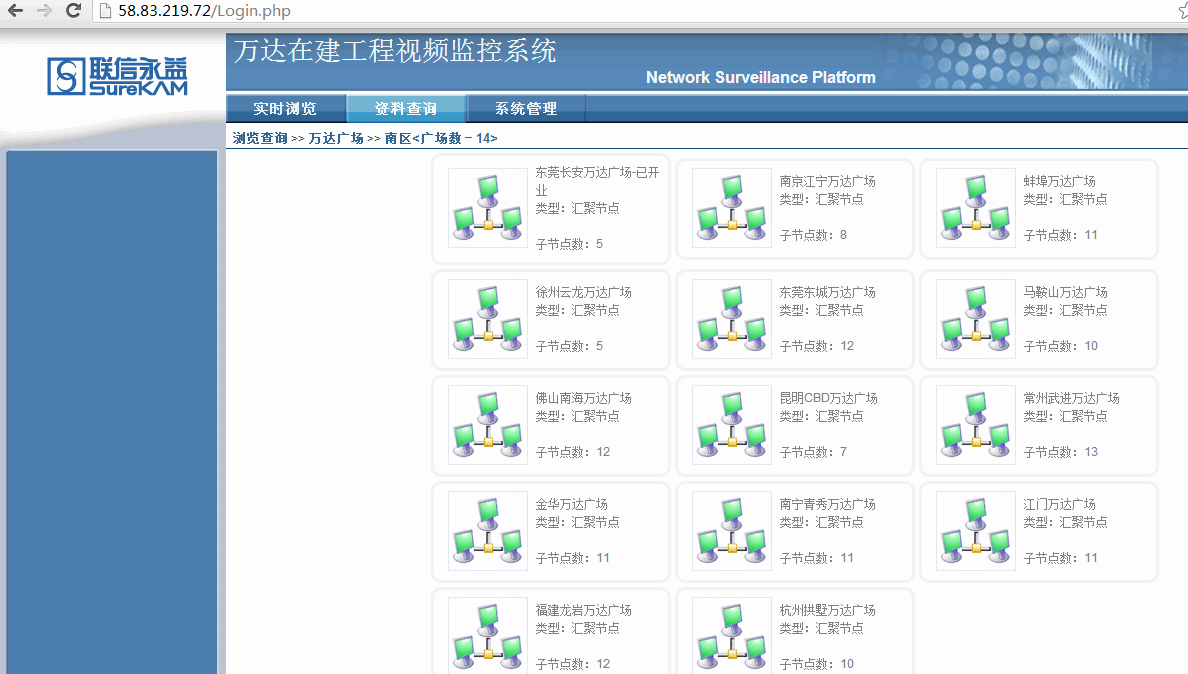 58.83.219.72/Login.php
联信永益
SureKAM
万达在建工程视频监控系统
Network Surveillance Platform
实时浏览 资料查询 系统管理
浏览查询 >> 万达广场 >> 南区<广场数－14>
东莞长安万达广场-已开
业
类型：汇聚节点
子节点数：5
南京江宁万达广场
类型：汇聚节点
子节点数：8
蚌埠万达广场
类型：汇聚节点
子节点数：11
徐州云龙万达广场
类型：汇聚节点
子节点数：5
东莞东城万达广场
类型：汇聚节点
子节点数：12
马鞍山万达广场
类型：汇聚节点
子节点数：10
佛山南海万达广场
类型：汇聚节点
子节点数：12
昆明CBD万达广场
类型：汇聚节点
子节点数：7
常州武进万达广场
类型：汇聚节点
子节点数：13
金华万达广场
类型：汇聚节点
子节点数：11
南宁青秀万达广场
类型：汇聚节点
子节点数：11
江门万达广场
类型：汇聚节点
子节点数：11
福建龙岩万达广场
类型：汇聚节点
子节点数：12
杭州拱墅万达广场
类型：汇聚节点
子节点数：10